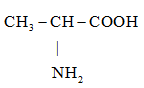 CH₃ – CH – COOH
|
NH₂